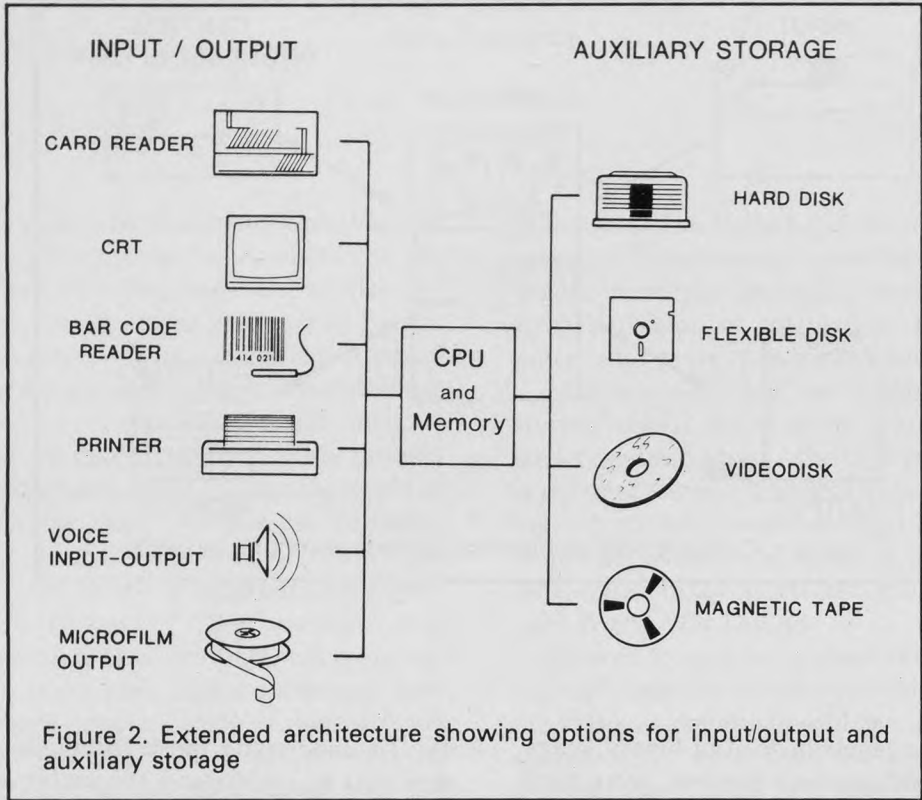 INPUT / OUTPUT
AUXILIARY STORAGE
CARD READER
CRT
BAR CODE
READER
414 021
PRINTER
VOICE
INPUT-OUTPUT
MICROFILM
OUTPUT
CPU
and
Memory
HARD DISK
FLEXIBLE DISK
VIDEODISK
MAGNETIC TAPE
Figure 2. Extended architecture showing options for input/output and
auxiliary storage